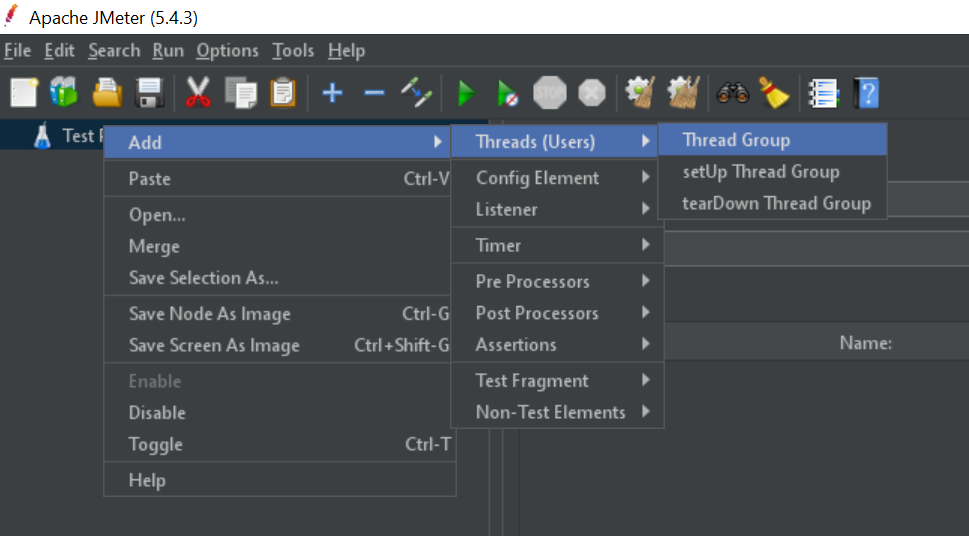 Apache JMeter (5.4.3)
File Edit Search Run Options Tools Help
STOP
Test
Add
Paste Ctrl-V
Open...
Merge
Save Selection As...
Save Node As Image Ctrl-G
Save Screen As Image Ctrl+Shift-G
Enable
Disable
Toggle Ctrl-T
Help
Threads (Users)
Config Element
Listener
Timer
Pre Processors
Post Processors
Assertions
Test Fragment
Non-Test Elements
Thread Group
setUp Thread Group
tearDown Thread Group
Name: